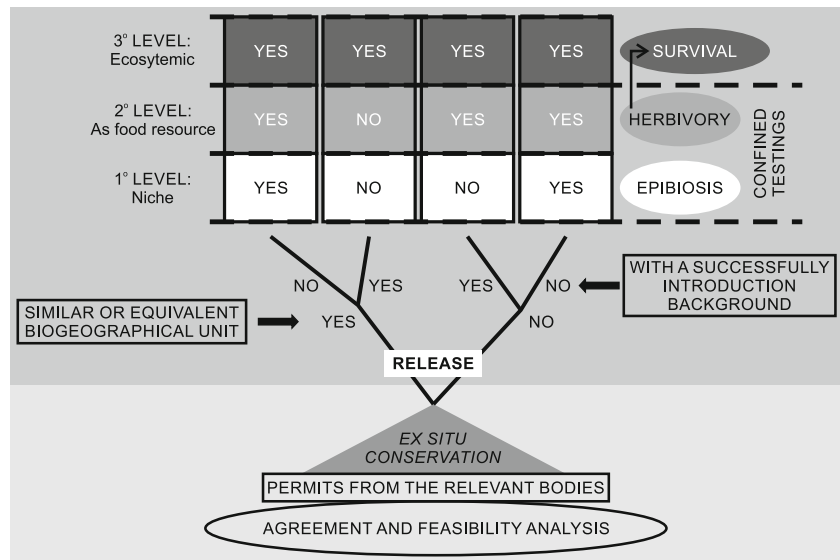 3° LEVEL:
Ecosytemic
YES YES YES YES SURVIVAL
2° LEVEL:
As food resource
YES NO YES YES HERBIVORY
1° LEVEL:
Niche
YES NO NO YES EPIBIOSIS
CONFINED
TESTINGS
NO YES YES NO
WITH A SUCCESSFULLY
INTRODUCTION
BACKGROUND
SIMILAR OR EQUIVALENT
BIOGEOGRAPHICAL UNIT
YES NO
RELEASE
EX SITU
CONSERVATION
PERMITS FROM THE RELEVANT BODIES
AGREEMENT AND FEASIBILITY ANALYSIS